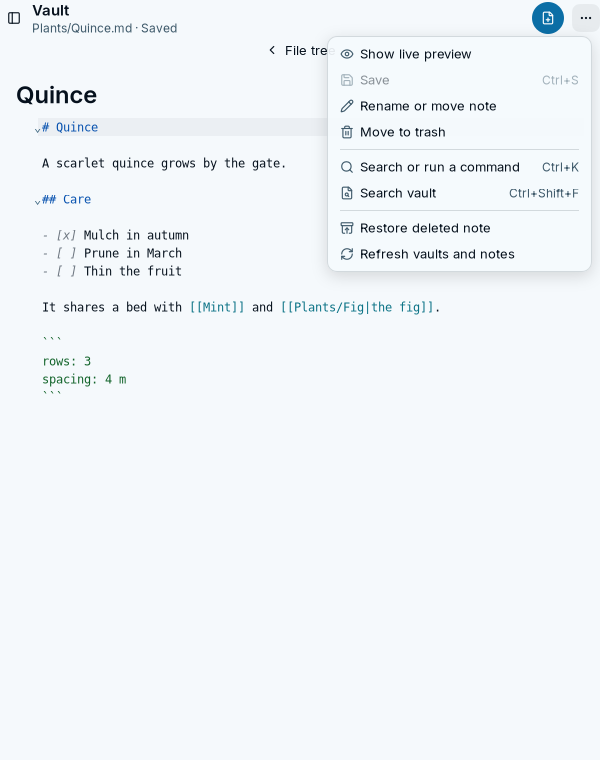 Vault
Plants/Quince.md · Saved
File tree
Show live preview
Save Ctrl+S
Rename or move note
Move to trash
Search or run a command Ctrl+K
Search vault Ctrl+Shift+F
Restore deleted note
Refresh vaults and notes
Quince
# Quince
A scarlet quince grows by the gate.
## Care
- [x] Mulch in autumn
- [ ] Prune in March
- [ ] Thin the fruit
It shares a bed with [[Mint]] and [[Plants/Fig|the fig]].
```
rows: 3
spacing: 4 m
```